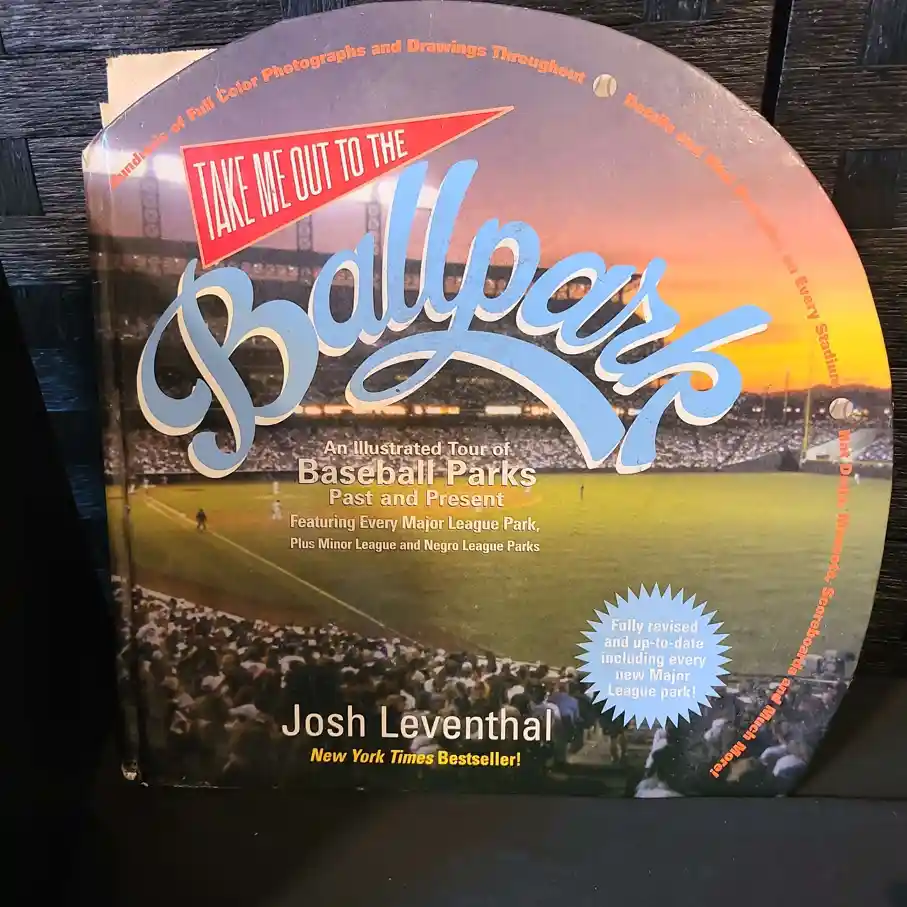 Hundreds of Full Color Photographs and Drawings Throughout
Details and
on Every Stadium
TAKE ME OUT TO THE
Ballpark
An Illustrated Tour of
Baseball Parks
Past and Present
Featuring Every Major League Park,
Plus Minor League and Negro League Parks
Scoreboards and Much More!
Fully revised
and up-to-date
including every
new Major
League park!
Josh Leventhal
New York Times Bestseller!